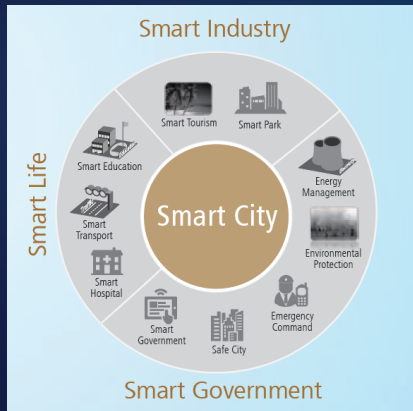 Smart Industry
Smart Tourism
Smart Park
Smart Life
Smart Education
Smart
Transport
Smart
Hospital
Smart City
Energy
Management
Environmental
Protection
Emergency
Command
Safe City
Smart
Government
Smart Government